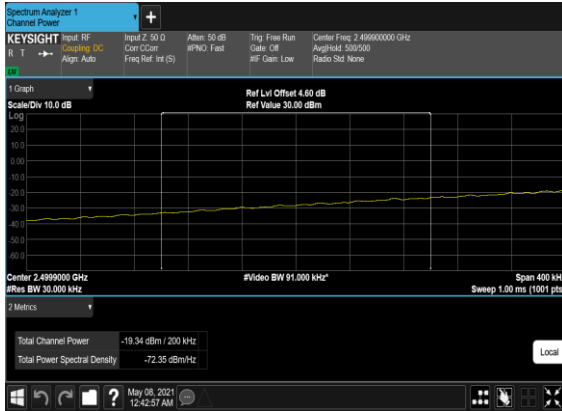 Spectrum Analyzer 1
Channel Power
+
KEYSIGHT
R T
LXI
Input: RF
Coupling: DC
Align: Auto
Input Z: 50 Ω
Corr CCorr
Freq Ref: Int (S)
Atten: 50 dB
#PNO: Fast
Trig: Free Run
Gate: Off
#IF Gain: Low
Center Freq: 2.499900000 GHz
Avg|Hold: 500/500
Radio Std: None
1 Graph
Scale/Div 10.0 dB
Ref Lvl Offset 4.60 dB
Ref Value 30.00 dBm
Log
20.0
10.0
0.00
-10.0
-20.0
-30.0
-40.0
-50.0
-60.0
Center 2.4999000 GHz
#Video BW 91.000 kHz*
Span 400 kH
#Res BW 30.000 kHz
Sweep 1.00 ms (1001 pts
2 Metrics
Total Channel Power -19.34 dBm / 200 kHz
Total Power Spectral Density -72.35 dBm/Hz
Local
?
May 08, 2021
12:42:57 AM